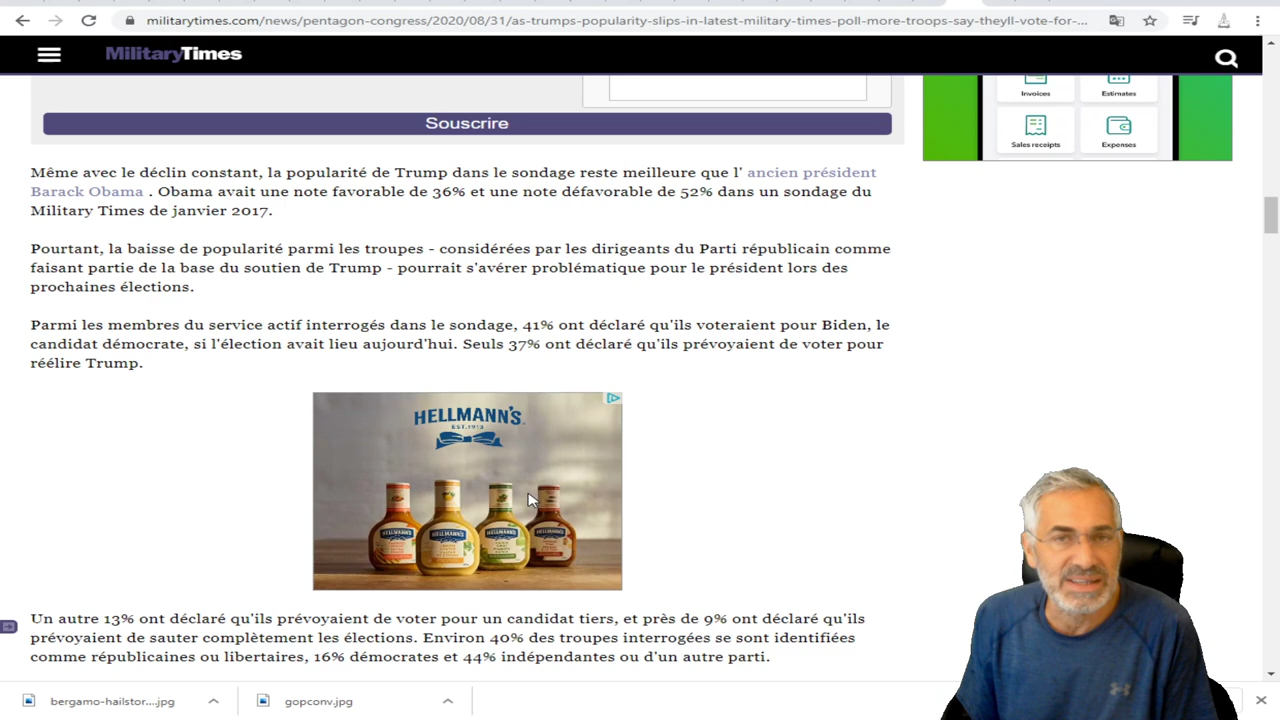 militarytimes.com/news/pentagon-congress/2020/08/31/as-trumps-popularity-slips-in-latest-military-times-poll-more-troops-say-theyll-vote-for-...
MilitaryTimes
Invoices
Estimates
Sales receipts
Expenses
Souscrire
Même avec le déclin constant, la popularité de Trump dans le sondage reste meilleure que l' ancien président
Barack Obama . Obama avait une note favorable de 36% et une note défavorable de 52% dans un sondage du
Military Times de janvier 2017.
Pourtant, la baisse de popularité parmi les troupes - considérées par les dirigeants du Parti républicain comme
faisant partie de la base du soutien de Trump - pourrait s'avérer problématique pour le président lors des
prochaines élections.
Parmi les membres du service actif interrogés dans le sondage, 41% ont déclaré qu'ils voteraient pour Biden, le
candidat démocrate, si l'élection avait lieu aujourd'hui. Seuls 37% ont déclaré qu'ils prévoyaient de voter pour
réélire Trump.
HELLMANN'S
EST.1913
HELLMANN'S
HELLMANN'S
HELLMANN'S
HELLMANN'S
Un autre 13% ont déclaré qu'ils prévoyaient de voter pour un candidat tiers, et près de 9% ont déclaré qu'ils
prévoyaient de sauter complètement les élections. Environ 40% des troupes interrogées se sont identifiées
comme républicaines ou libertaires, 16% démocrates et 44% indépendantes ou d'un autre parti.
bergamo-hailstor....jpg
gopconv.jpg